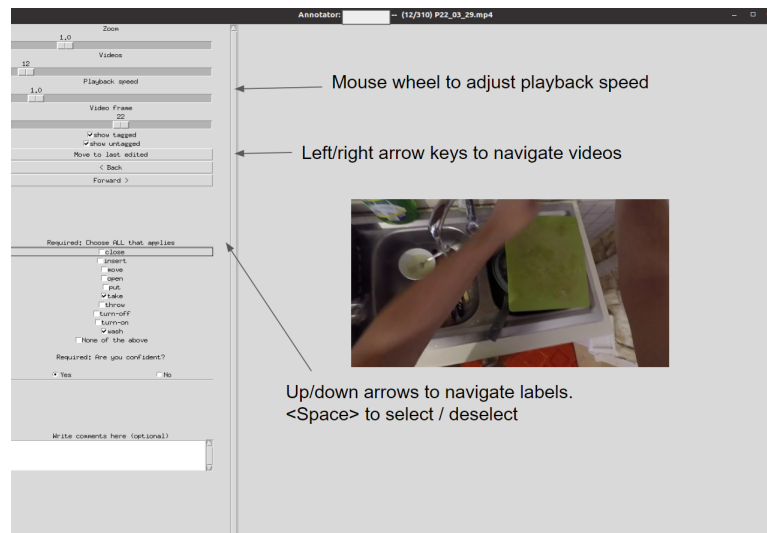 Annotator: -- (12/310) P22_03_29.mp4
Zoom
1.0
Videos
12
Playback speed
1.0
Video frame
22
show tagged
show untagged
Move to last edited
< Back
Forward >
Required: Choose ALL that applies
close
insert
move
open
put
take
throw
turn-off
turn-on
wash
None of the above
Required: Are you confident?
Yes No
Write comments here (optional)
Mouse wheel to adjust playback speed
Left/right arrow keys to navigate videos
Up/down arrows to navigate labels.
<Space> to select / deselect